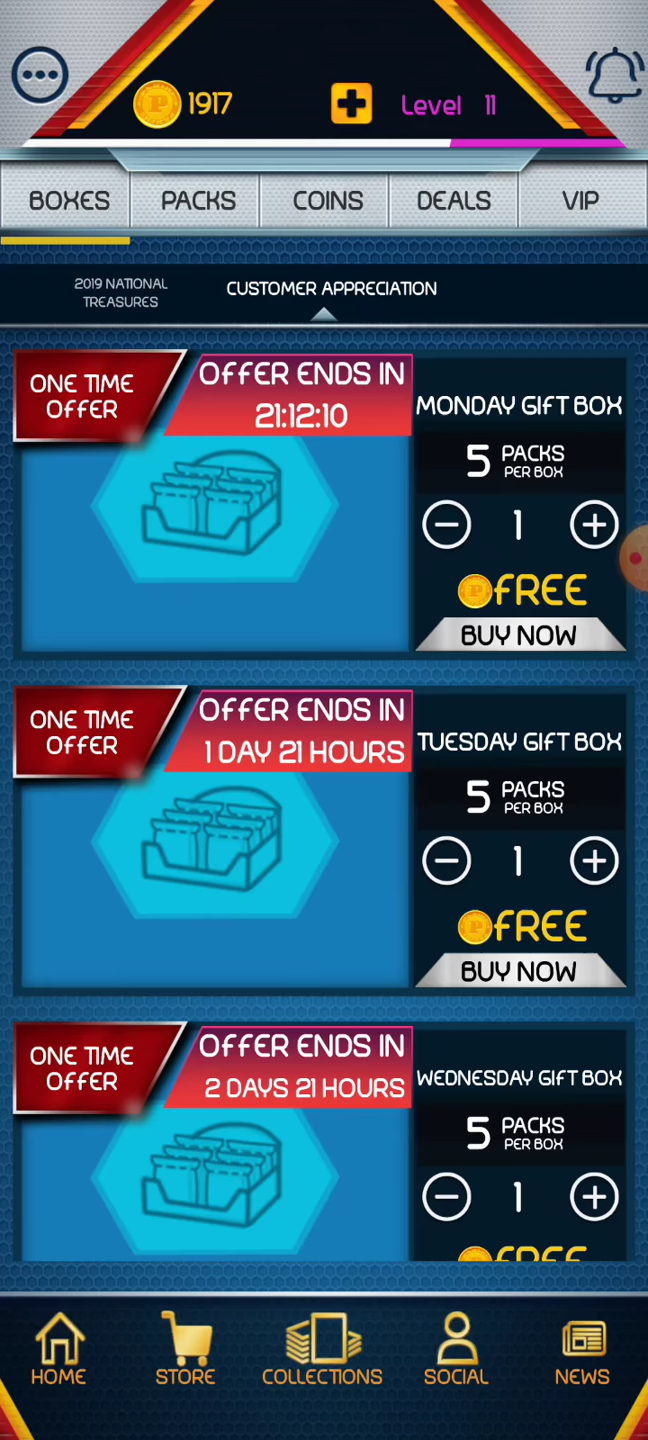 1917
Level 11
BOXES
PACKS
COINS
DEALS
VIP
2019 NATIONAL
TREASURES
CUSTOMER APPRECIATION
ONE TIME
OFFER
OFFER ENDS IN
21:12:10
MONDAY GIFT BOX
5 PACKS
PER BOX
1
FREE
BUY NOW
ONE TIME
OFFER
OFFER ENDS IN
1 DAY 21 HOURS
TUESDAY GIFT BOX
5 PACKS
PER BOX
1
FREE
BUY NOW
ONE TIME
OFFER
OFFER ENDS IN
2 DAYS 21 HOURS
WEDNESDAY GIFT BOX
5 PACKS
PER BOX
1
FREE
HOME
STORE
COLLECTIONS
SOCIAL
NEWS